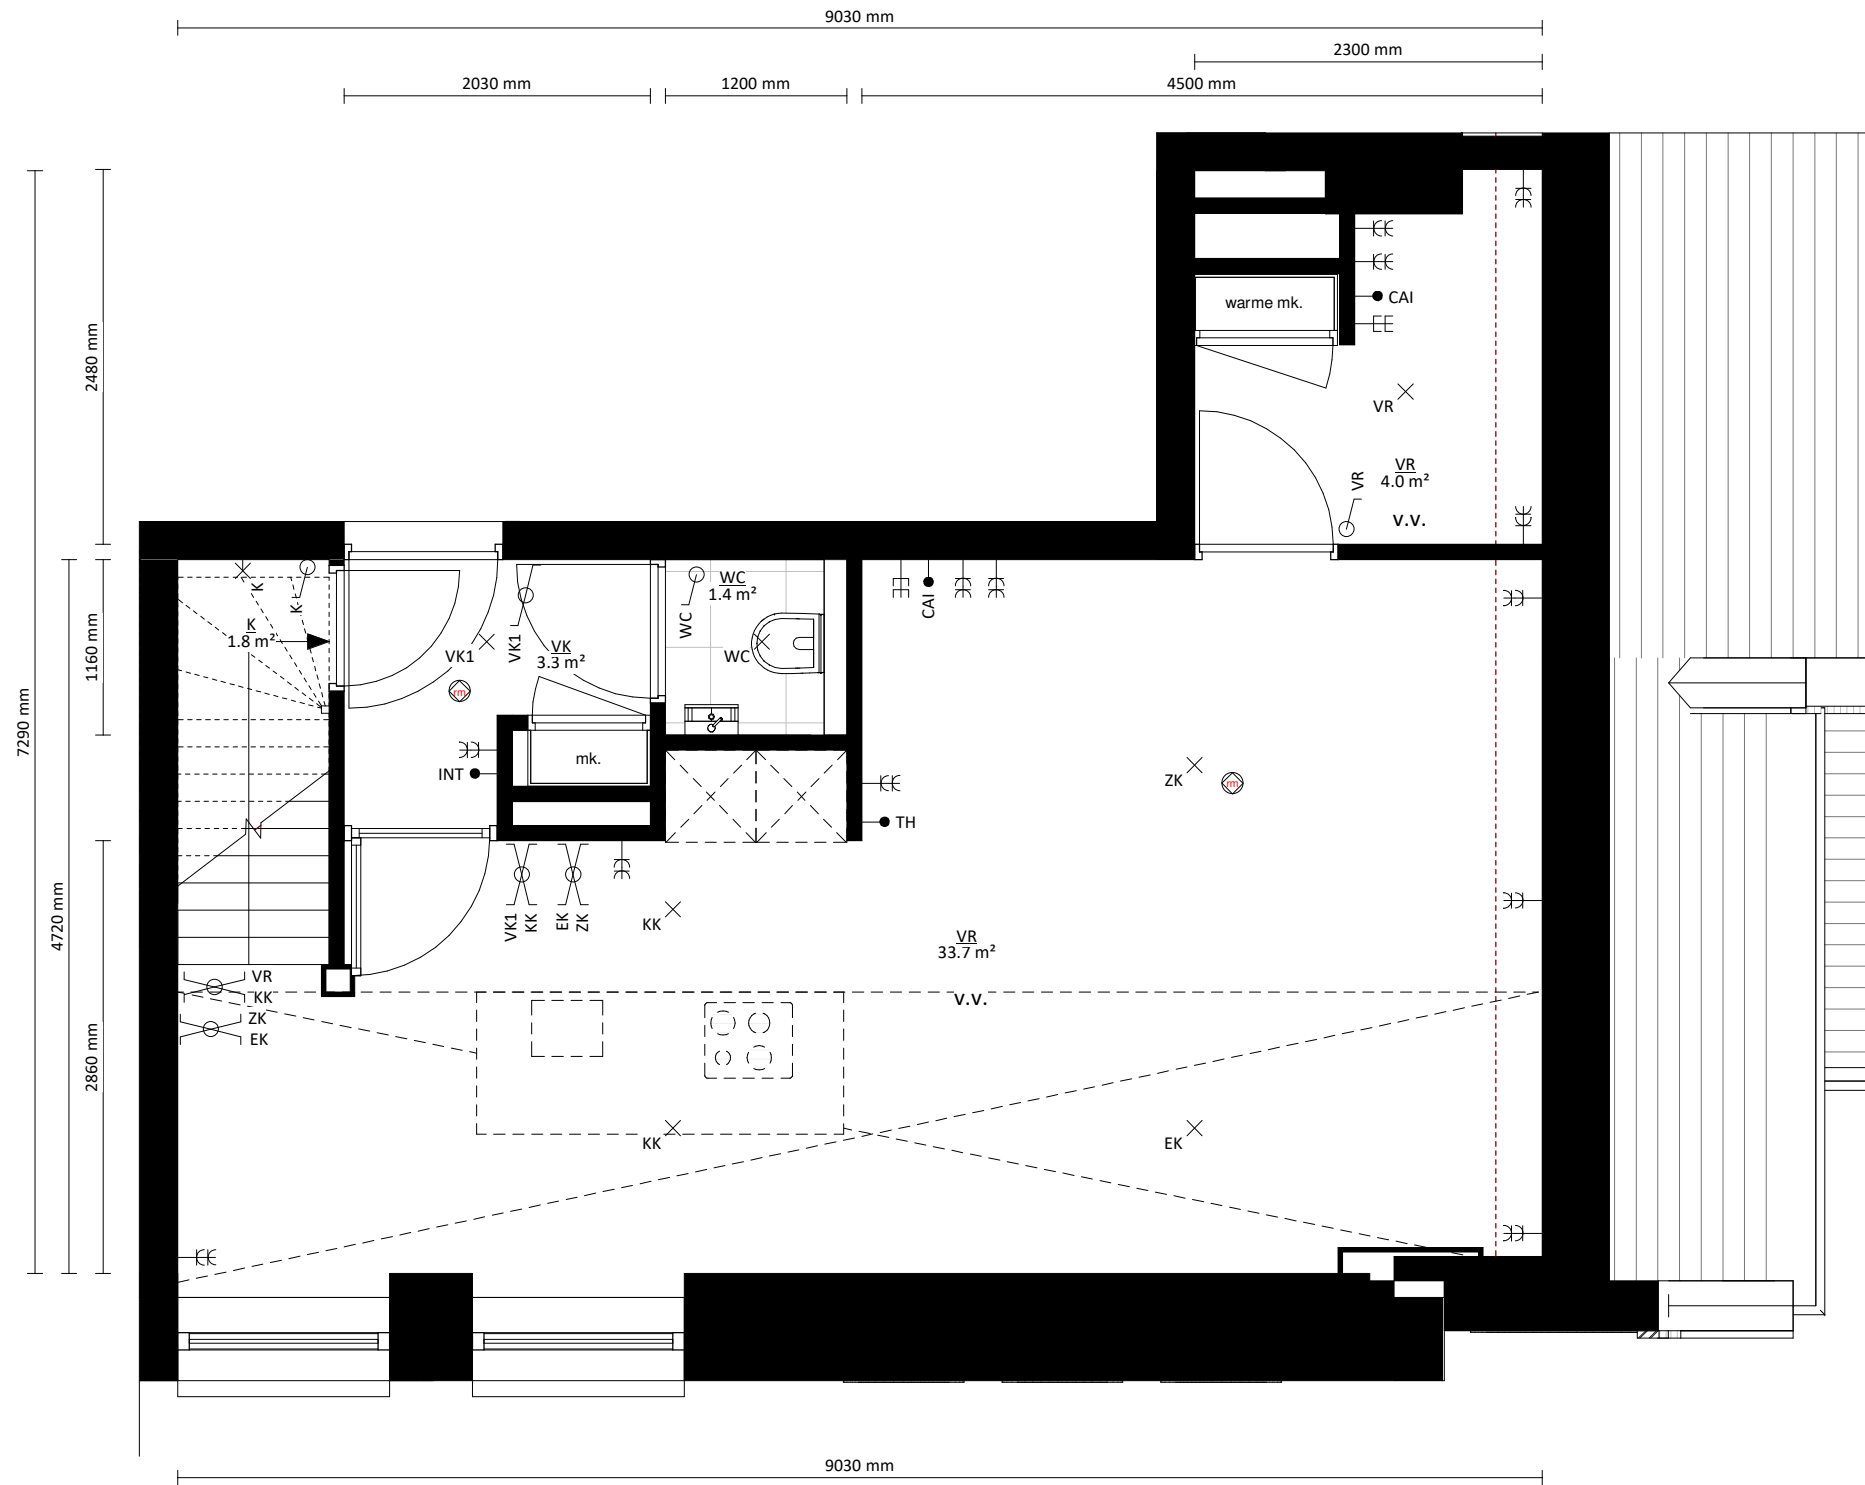 9030 mm
2300 mm
2030 mm
1200 mm
4500 mm
7290 mm
2480 mm
1160 mm
4720 mm
2860 mm
warme mk.
CAI
VR
VR
VR
4.0 m²
v.v.
K
K
K
1.8 m²
VK1
VK1
VK
3.3 m²
rm
WC
WC
1.4 m²
WC
CAI
mk.
INT
TH
ZK
rm
VK1
KK
EK
ZK
KK
VR
33.7 m²
v.v.
VR
KK
ZK
EK
KK
EK
9030 mm